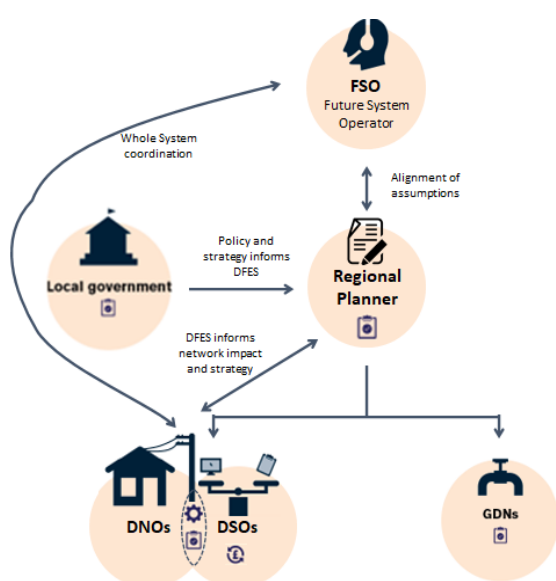 FSO
Future System
Operator
Whole System
coordination
Alignment of
assumptions
Policy and
strategy informs
DFES
Local government
Regional
Planner
DFES informs
network impact
and strategy
DNOs
DSOs
GDNs
£